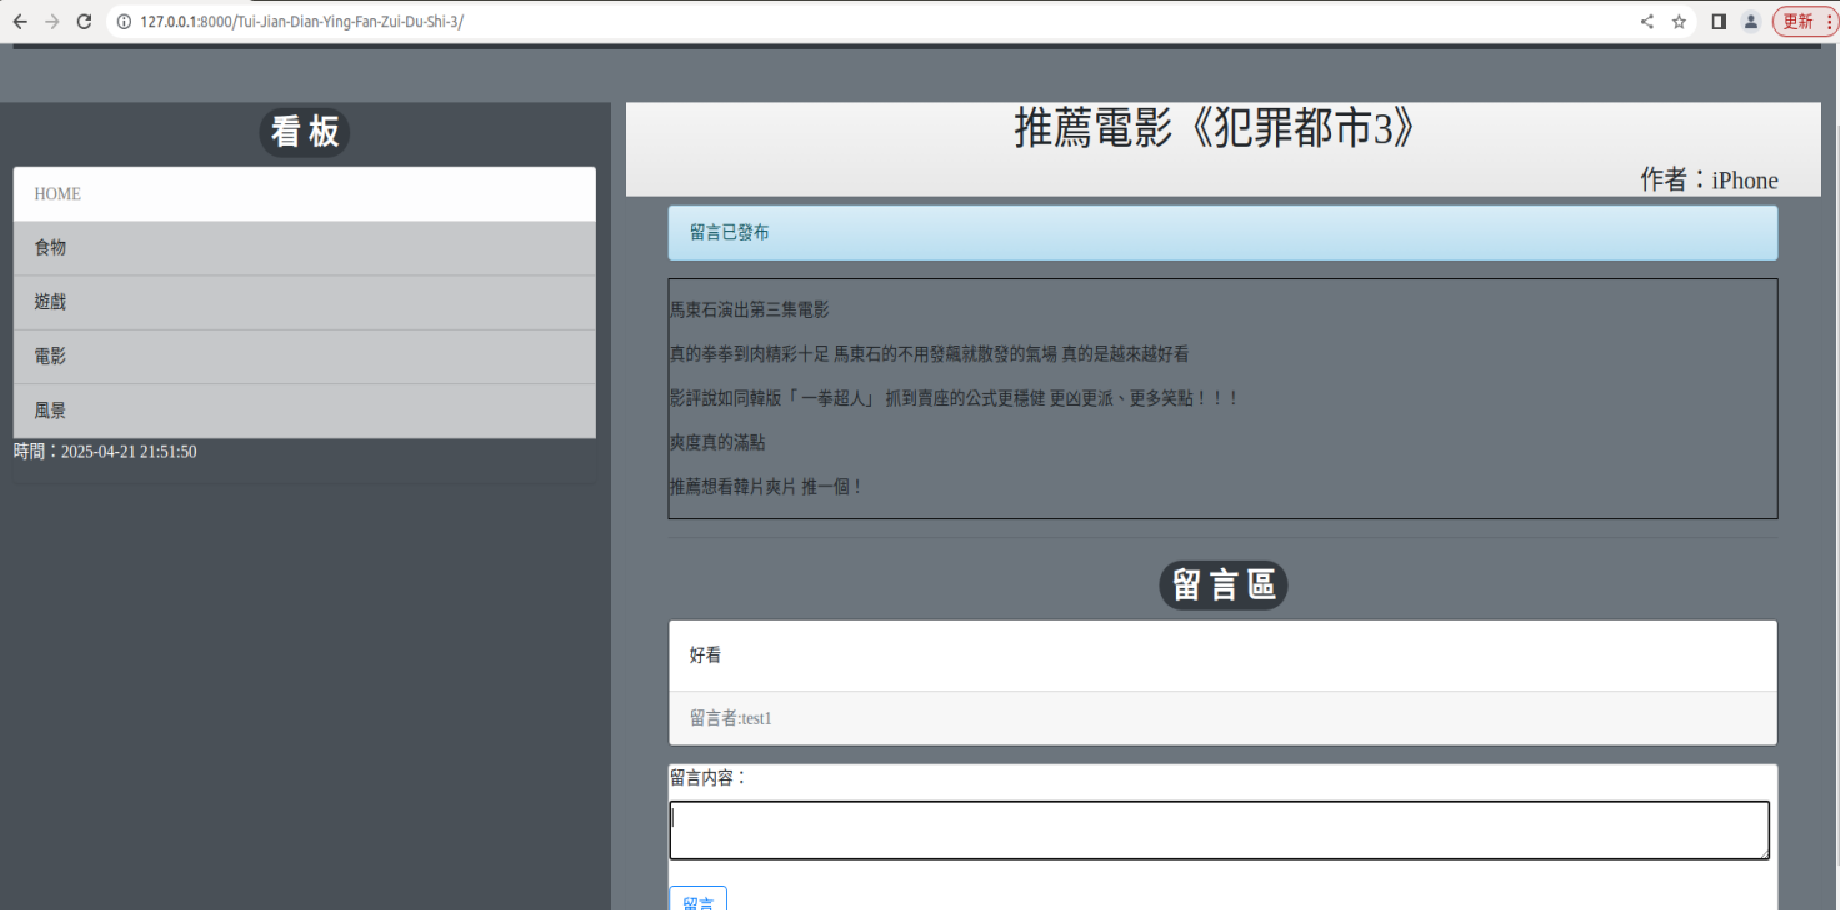 127.0.0.1:8000/Tui-Jian-Dian-Ying-Fan-Zui-Du-Shi-3/
更新
看板
HOME
食物
遊戲
電影
風景
時間：2025-04-21 21:51:50
推薦電影《犯罪都市3》
作者：iPhone
留言已發布
馬東石演出第三集電影
真的拳拳到肉精彩十足 馬東石的不用發飆就散發的氣場 真的是越來越好看
影評說如同韓版「 一拳超人」 抓到賣座的公式更穩健 更凶更派、更多笑點！！！
爽度真的滿點
推薦想看韓片爽片 推一個！
留言區
好看
留言者:test1
留言内容：
留言